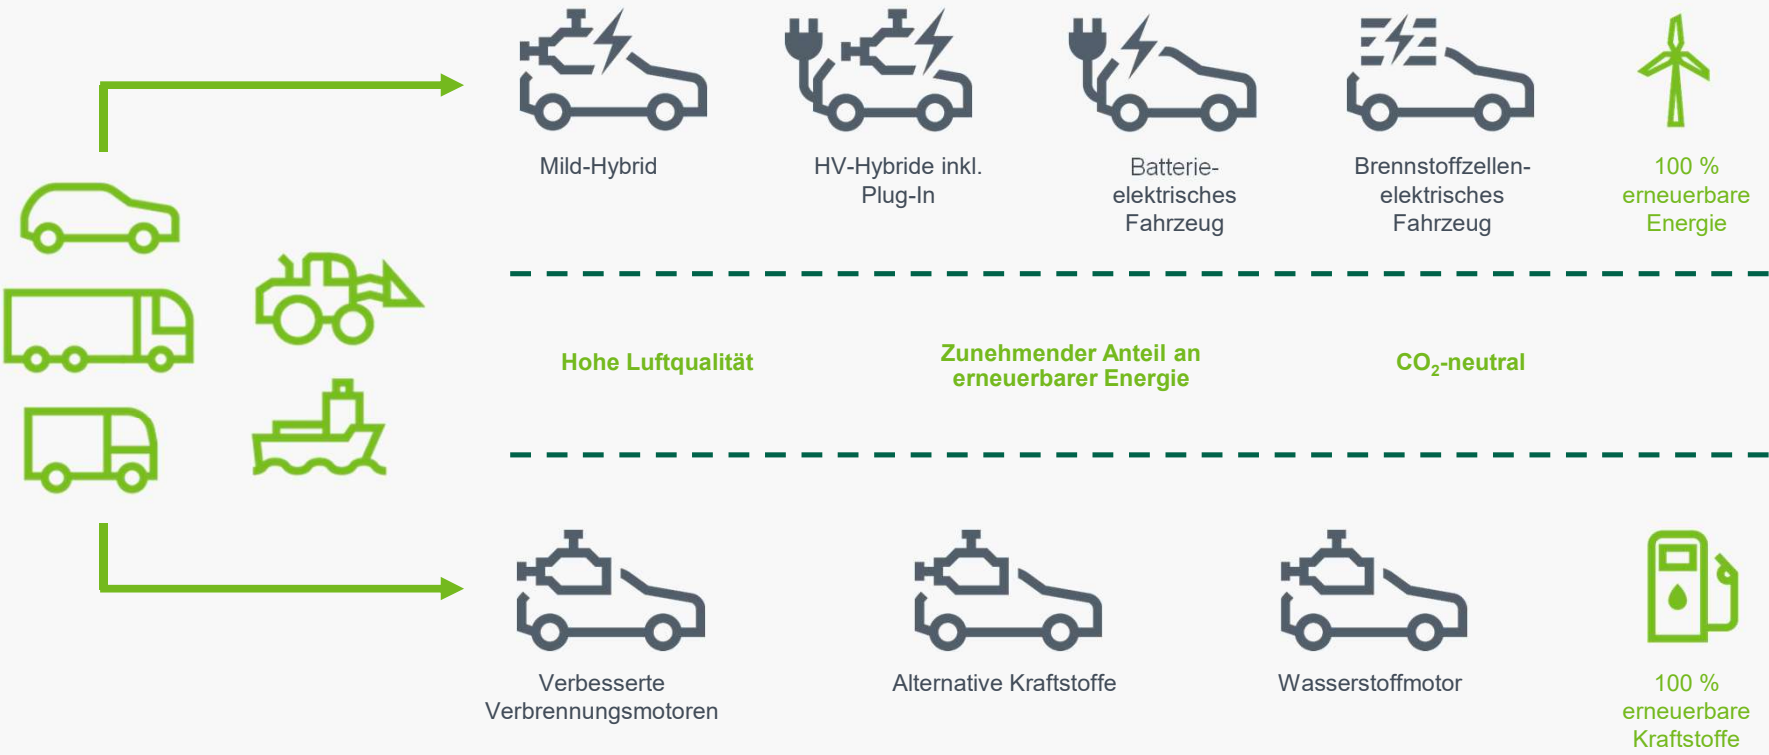 Mild-Hybrid
HV-Hybride inkl.
Plug-In
Batterie-
elektrisches
Fahrzeug
Brennstoffzellen-
elektrisches
Fahrzeug
100 %
erneuerbare
Energie
Hohe Luftqualität
Zunehmender Anteil an
erneuerbarer Energie
CO₂-neutral
Verbesserte
Verbrennungsmotoren
Alternative Kraftstoffe
Wasserstoffmotor
100 %
erneuerbare
Kraftstoffe